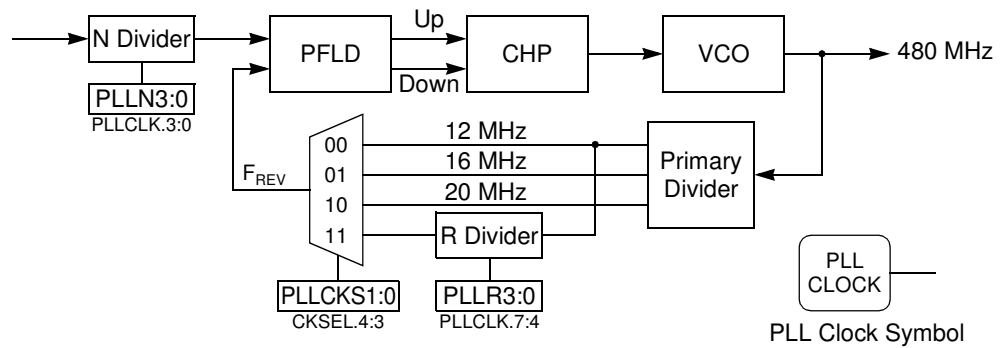 Up
N Divider
PFLD
CHP
VCO
480 MHz
Down
PLLN3:0
PLLCLK.3:0
12 MHz
00
16 MHz
01
Primary
Divider
FREV
20 MHz
10
11
R Divider
PLLCKS1:0
CKSEL.4:3
PLLR3:0
PLLCLK.7:4
PLL
CLOCK
PLL Clock Symbol